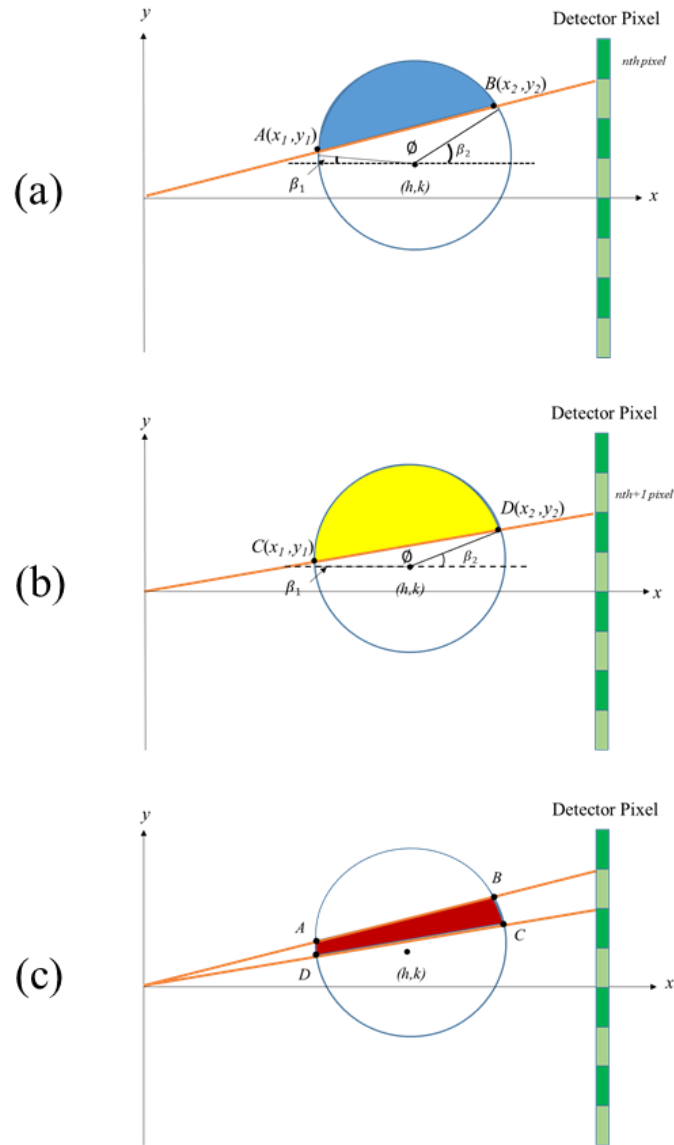 Detector Pixel
y
nth pixel
B(x₂,y₂)
A(x₁,y₁)
Ø
β₂
β₁
(h,k)
x
(a)
Detector Pixel
y
nth+1 pixel
D(x₂,y₂)
C(x₁,y₁)
Ø
β₂
β₁
(h,k)
x
(b)
Detector Pixel
y
B
A
C
D
(h,k)
x
(c)